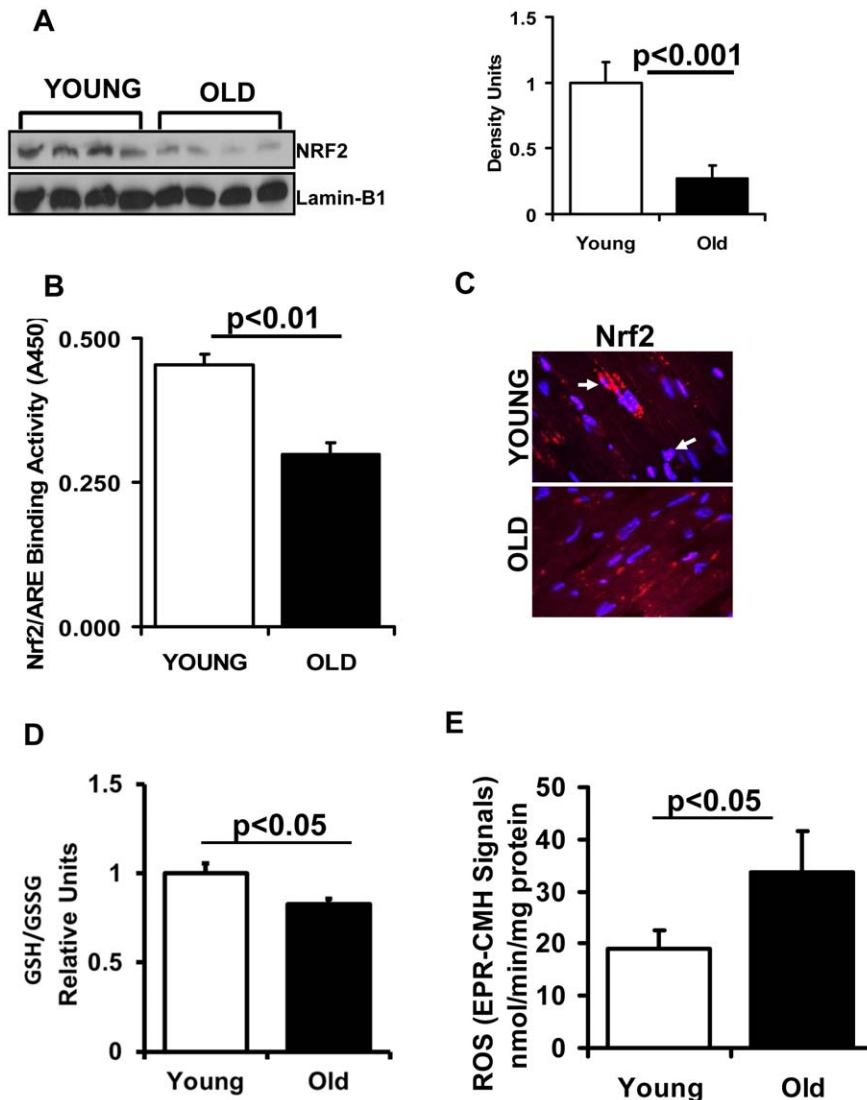 A
YOUNG OLD
NRF2
Lamin-B1
Density Units
1.5
1
0.5
0
p<0.001
Young Old
B
Nrf2/ARE Binding Activity (A450)
0.500
0.250
0.000
p<0.01
YOUNG OLD
C
Nrf2
YOUNG
OLD
D
GSH/GSSG
Relative Units
1.5
1
0.5
0
p<0.05
Young Old
E
ROS (EPR-CMH Signals)
nmol/min/mg protein
50
40
30
20
10
0
p<0.05
Young Old